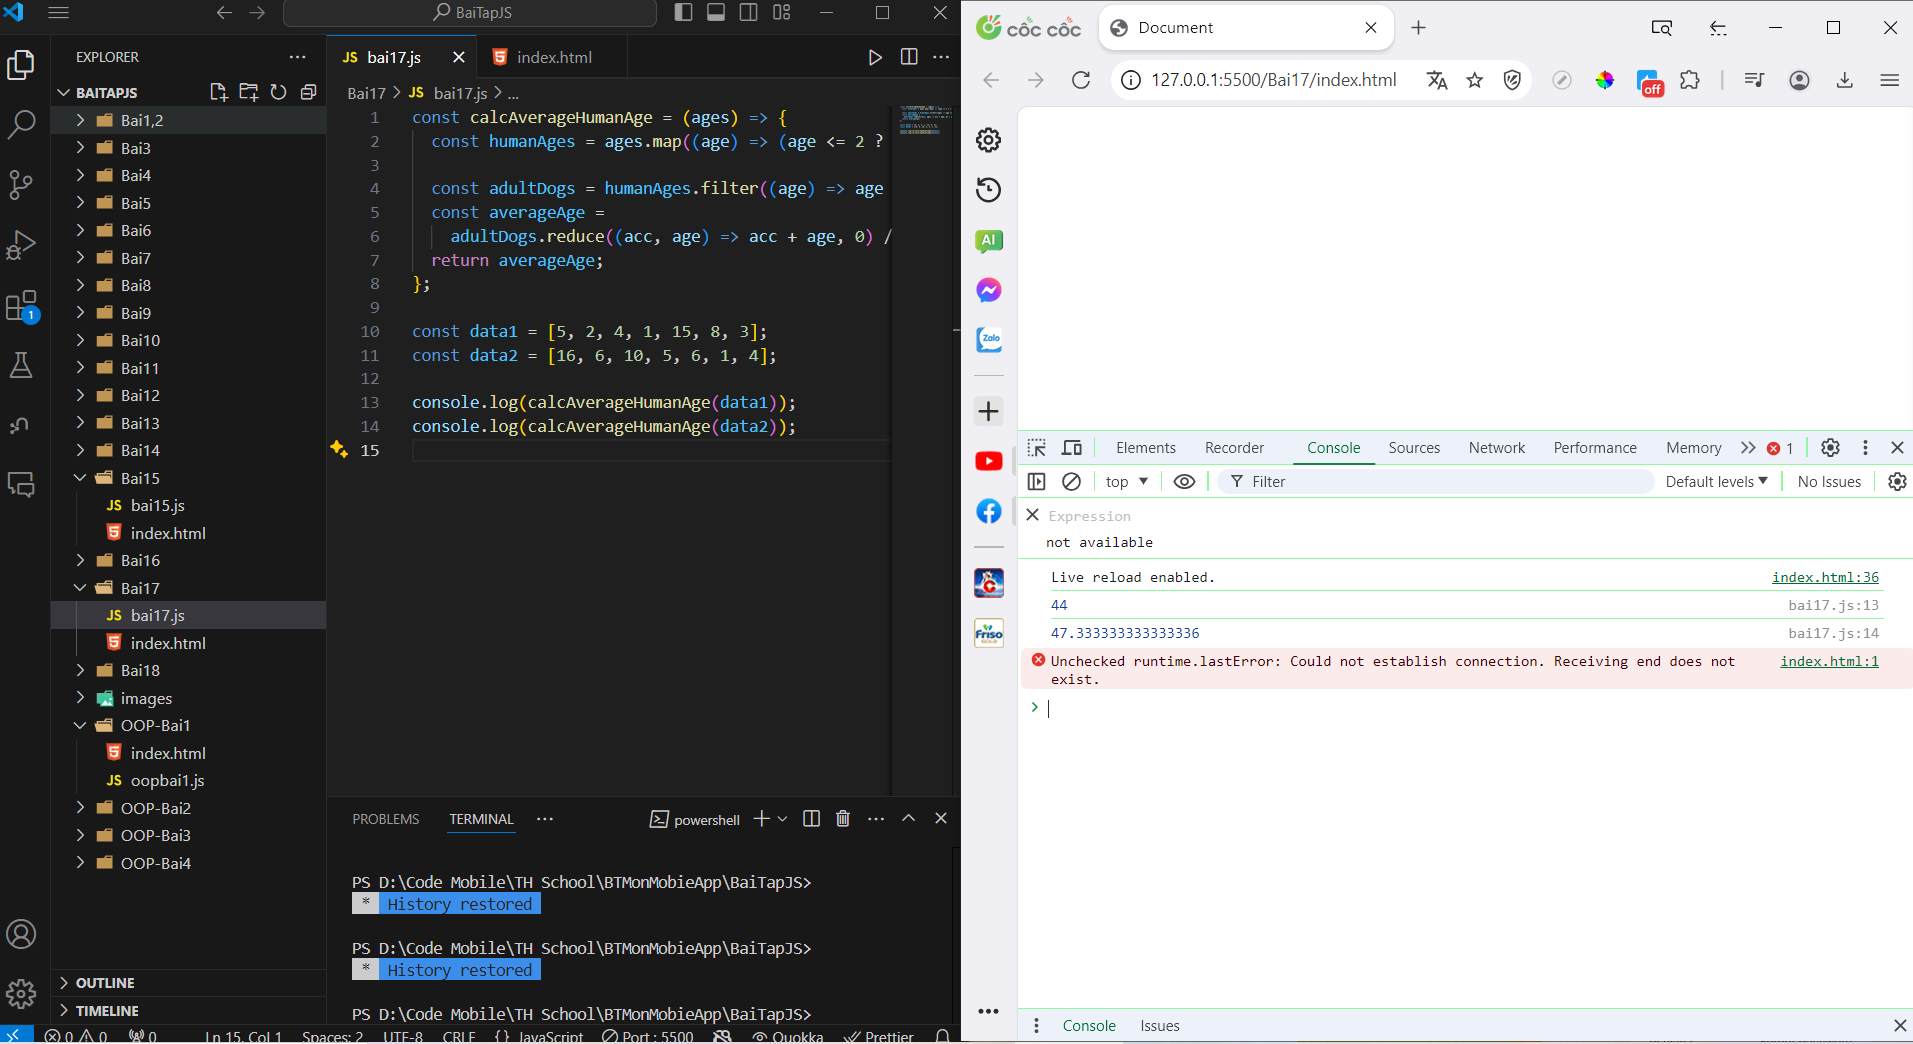 BaiTapJS
EXPLORER
BAITAPJS
Bai1,2
Bai3
Bai4
Bai5
Bai6
Bai7
Bai8
Bai9
Bai10
Bai11
Bai12
Bai13
Bai14
Bai15
JS bai15.js
index.html
Bai16
Bai17
JS bai17.js
index.html
Bai18
images
OOP-Bai1
index.html
JS oopbai1.js
OOP-Bai2
OOP-Bai3
OOP-Bai4
OUTLINE
TIMELINE
1
JS bai17.js
index.html
Bai17 > JS bai17.js > ...
1 const calcAverageHumanAge = (ages) => {
2 const humanAges = ages.map((age) => (age <= 2 ?
3
4 const adultDogs = humanAges.filter((age) => age
5 const averageAge =
6 adultDogs.reduce((acc, age) => acc + age, 0) /
7 return averageAge;
8 };
9
10 const data1 = [5, 2, 4, 1, 15, 8, 3];
11 const data2 = [16, 6, 10, 5, 6, 1, 4];
12
13 console.log(calcAverageHumanAge(data1));
14 console.log(calcAverageHumanAge(data2));
15
PROBLEMS TERMINAL ... powershell
PS D:\Code Mobile\TH School\BTMonMobieApp\BaiTapJS>
* History restored
PS D:\Code Mobile\TH School\BTMonMobieApp\BaiTapJS>
* History restored
PS D:\Code Mobile\TH School\BTMonMobieApp\BaiTapJS>
0 0 0 Ln 15, Col 1 Spaces: 2 UTF-8 CRLF {} JavaScript Port : 5500 Quokka Prettier
cốc cốc
Document
127.0.0.1:5500/Bai17/index.html
off
AI
Zalo
C
Friso
GOLD
Elements Recorder Console Sources Network Performance Memory 1
top Filter Default levels No Issues
Expression
not available
Live reload enabled. index.html:36
44 bai17.js:13
47.333333333333336 bai17.js:14
Unchecked runtime.lastError: Could not establish connection. Receiving end does not index.html:1
exist.
Console Issues